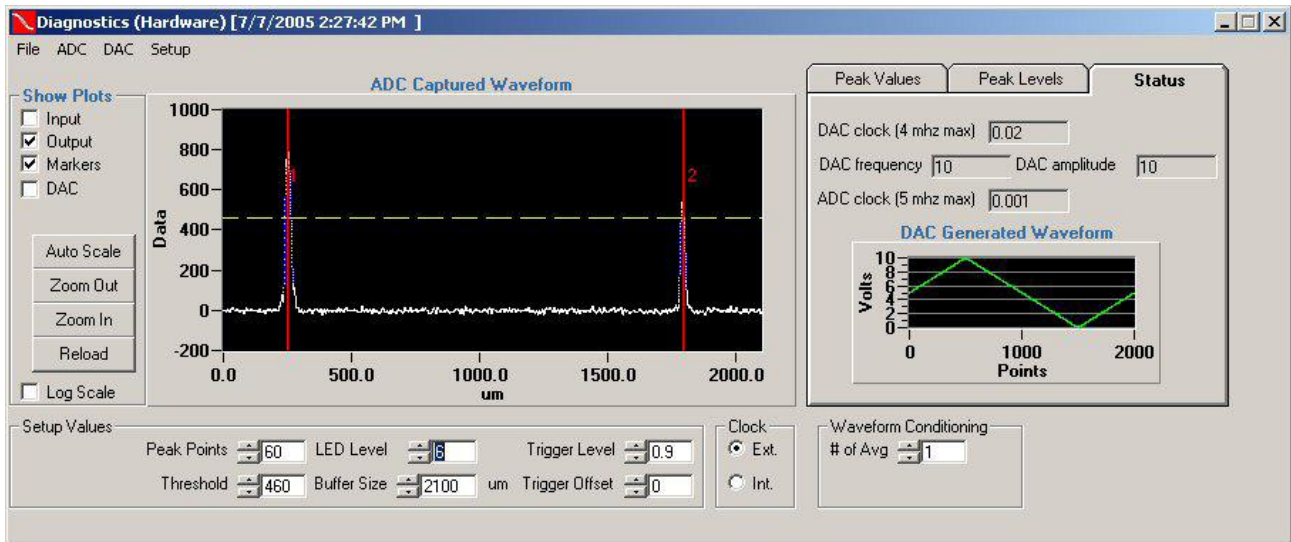 Diagnostics (Hardware) [7/7/2005 2:27:42 PM ]
File ADC DAC Setup
Show Plots
Input
Output
Markers
DAC
Auto Scale
Zoom Out
Zoom In
Reload
Log Scale
ADC Captured Waveform
1000
800
600
400
200
0
-200
Data
1
2
0.0 500.0 1000.0 1500.0 2000.0
um
Peak Values Peak Levels Status
DAC clock (4 mhz max) 0.02
DAC frequency 10 DAC amplitude 10
ADC clock (5 mhz max) 0.001
DAC Generated Waveform
10
8
6
4
2
0
Volts
0 1000 2000
Points
Setup Values
Peak Points 60 LED Level 6 Trigger Level 0.9
Threshold 460 Buffer Size 2100 um Trigger Offset 0
Clock
Ext.
Int.
Waveform Conditioning
# of Avg 1